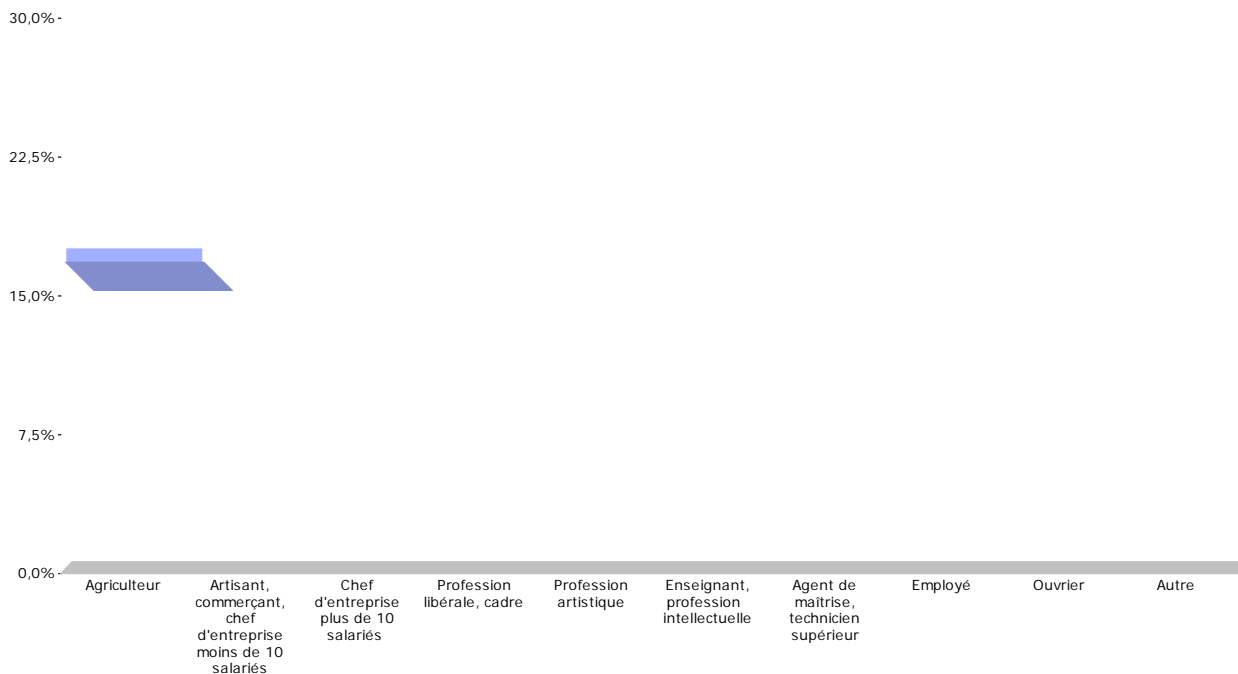 30,0%
22,5%
15,0%
7,5%
0,0%
Agriculteur
Artisant,
commerçant,
chef
d'entreprise
moins de 10
salariés
Chef
d'entreprise
plus de 10
salariés
Profession
libérale, cadre
Profession
artistique
Enseignant,
profession
intellectuelle
Agent de
maîtrise,
technicien
supérieur
Employé
Ouvrier
Autre